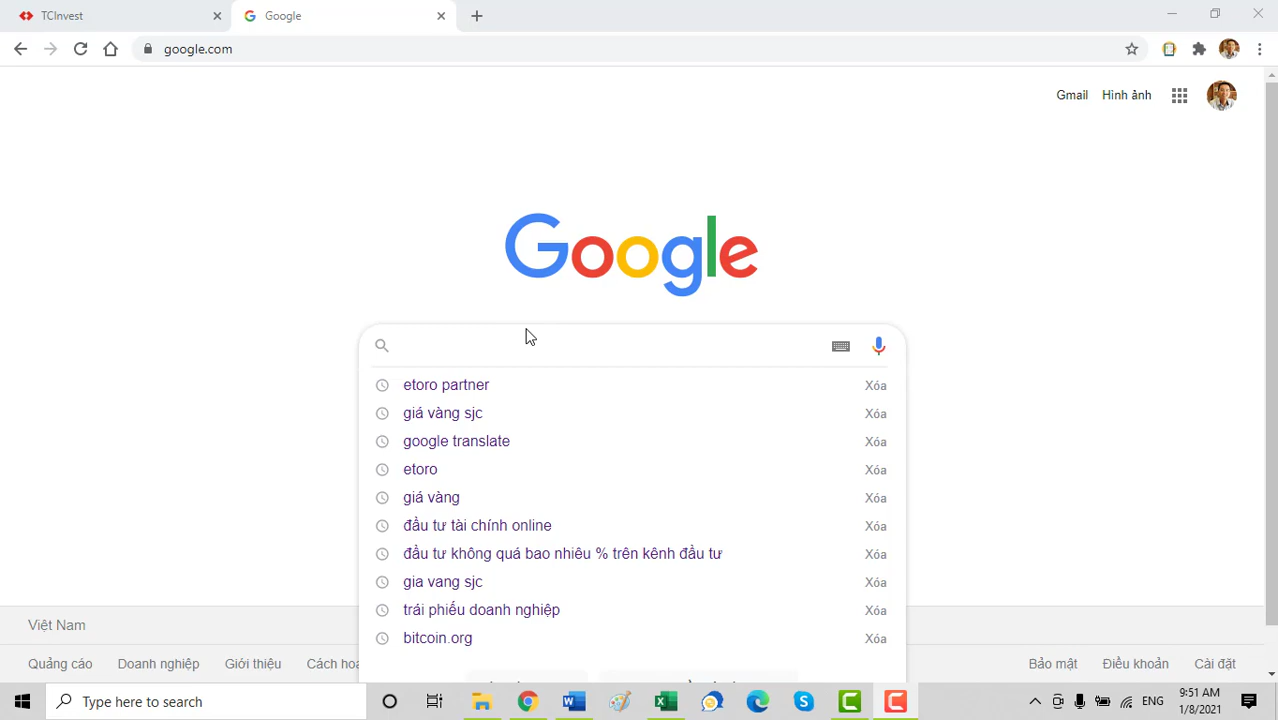 TCInvest
Google
google.com
Gmail Hình ảnh
Google
etoro partner Xóa
giá vàng sjc Xóa
google translate Xóa
etoro Xóa
giá vàng Xóa
đầu tư tài chính online Xóa
đầu tư không quá bao nhiêu % trên kênh đầu tư Xóa
gia vang sjc Xóa
trái phiếu doanh nghiệp Xóa
bitcoin.org Xóa
Việt Nam
Quảng cáo Doanh nghiệp Giới thiệu Cách Bảo mật Điều khoản Cài đặt
Type here to search
ENG
9:51 AM
1/8/2021